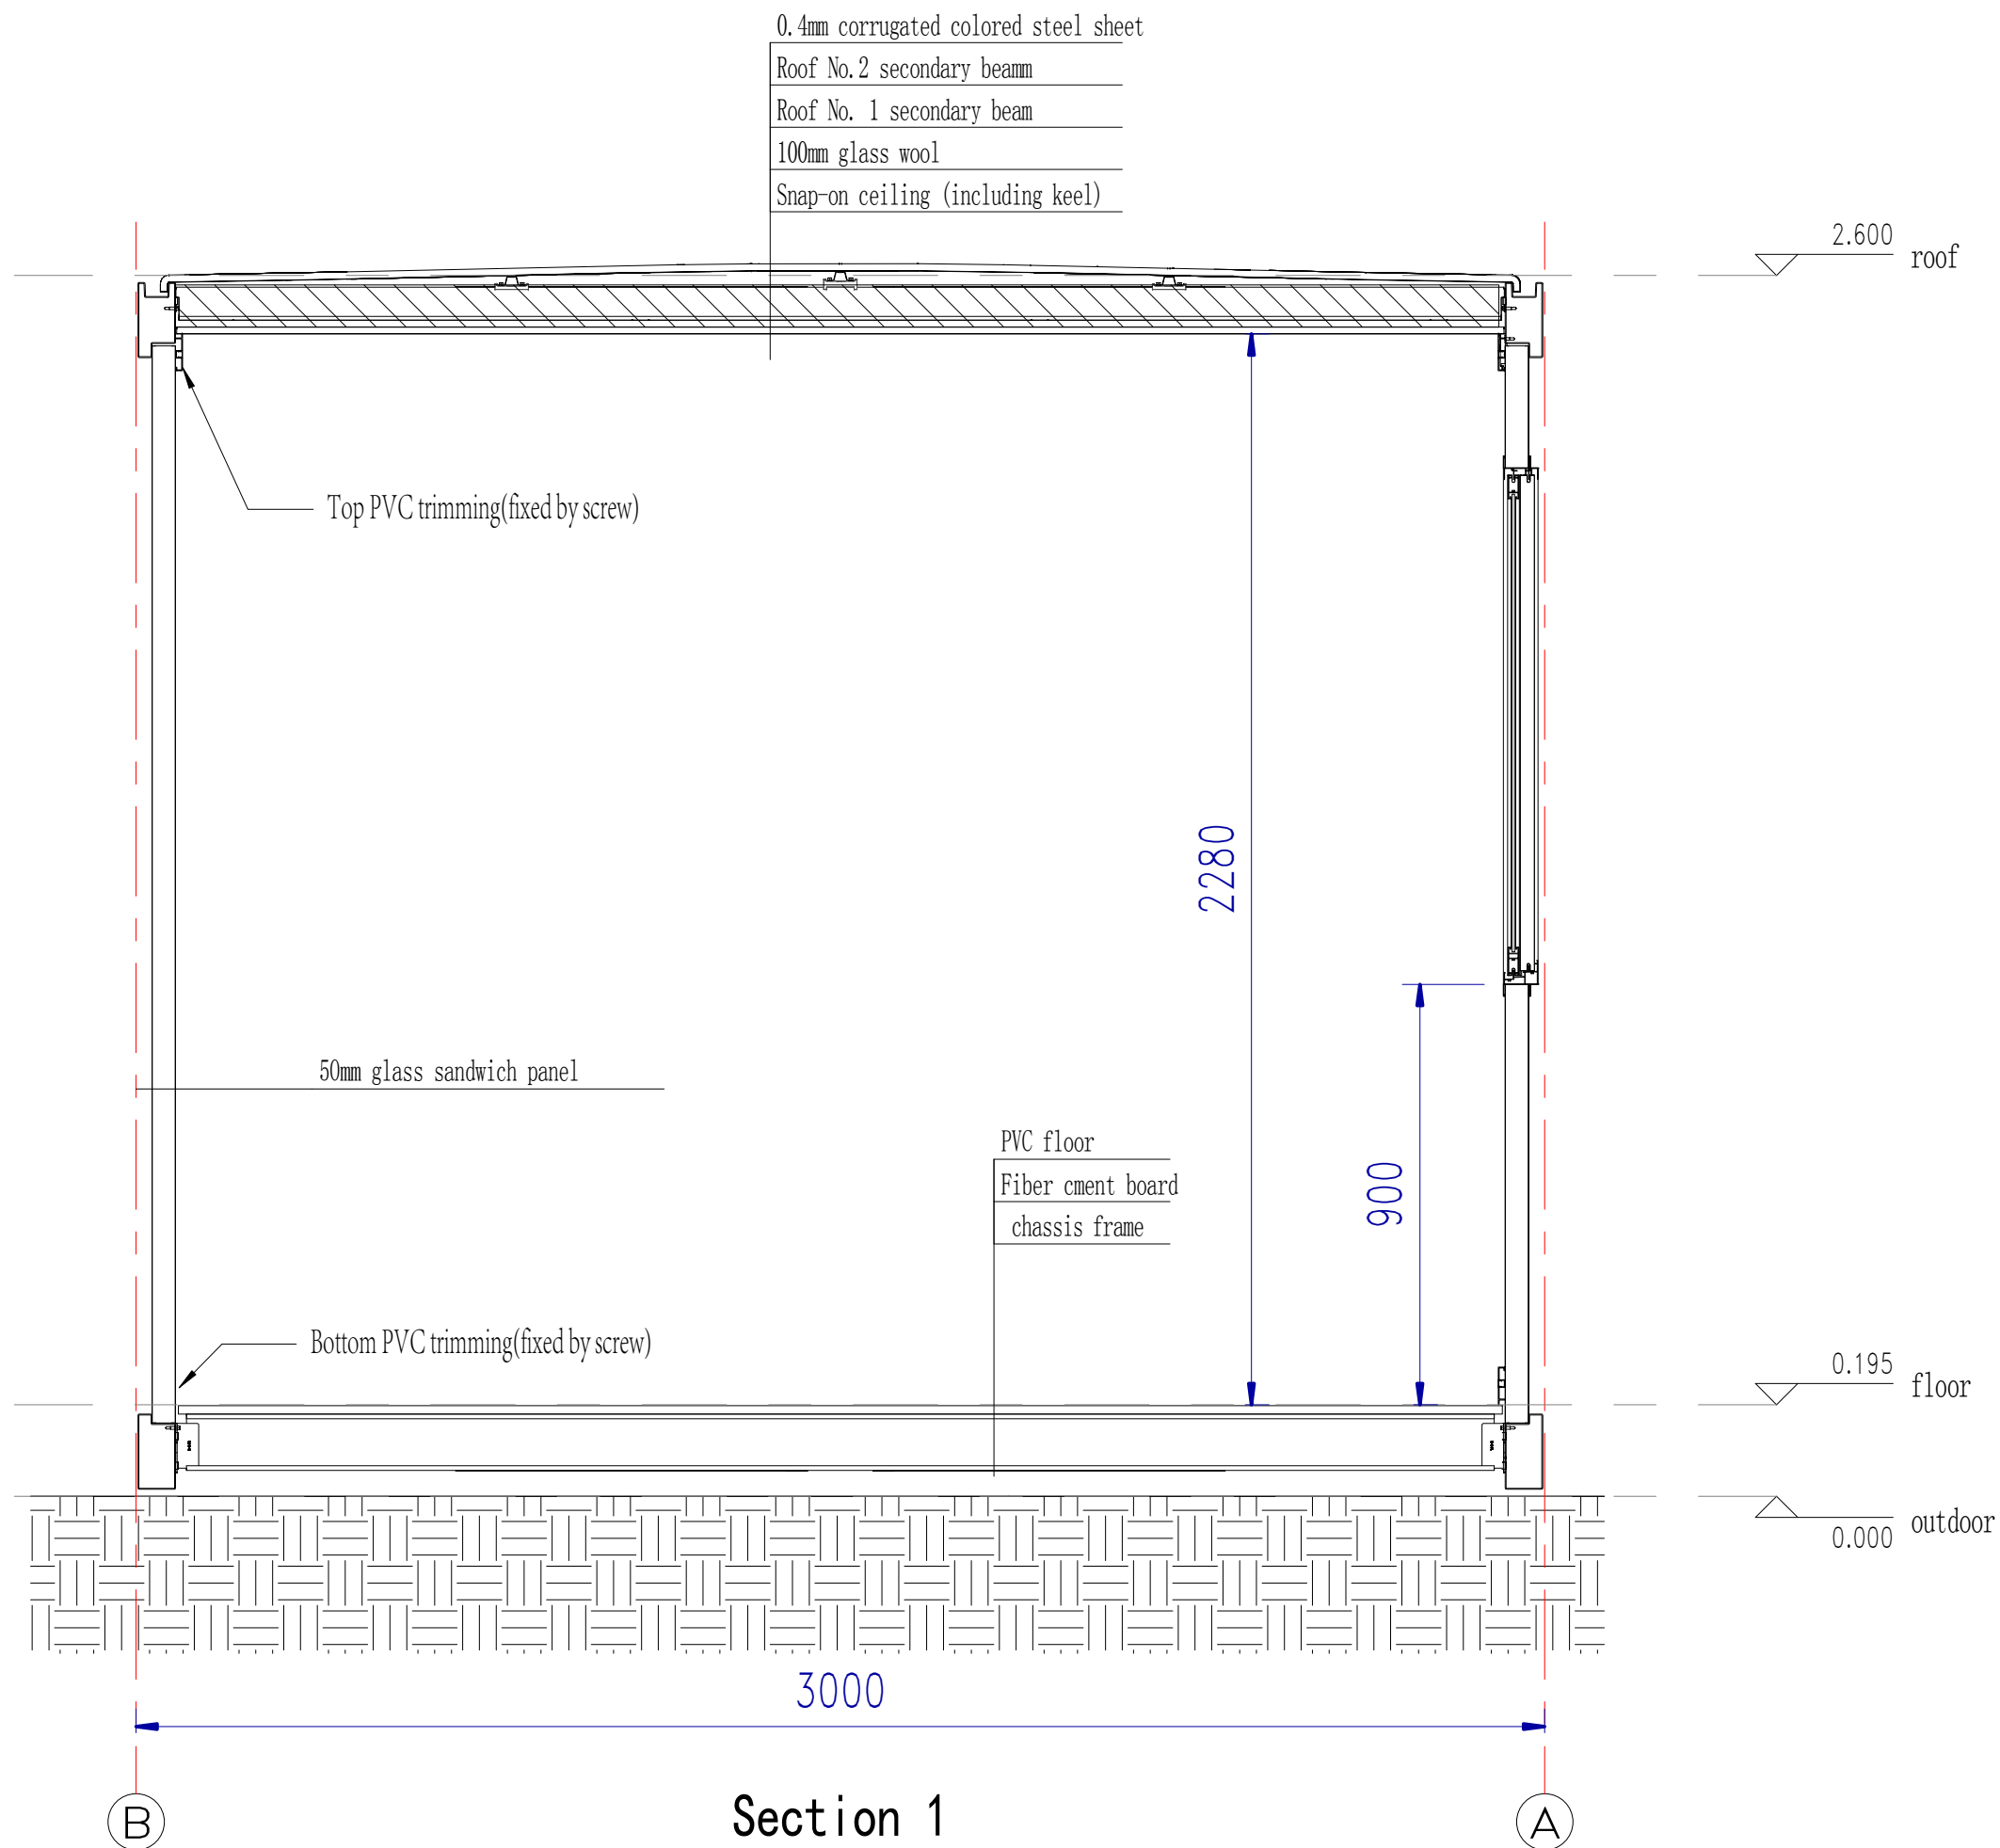 0.4mm corrugated colored steel sheet
Roof No.2 secondary beamm
Roof No. 1 secondary beam
100mm glass wool
Snap-on ceiling (including keel)
2.600
roof
Top PVC trimming(fixed by screw)
2280
50mm glass sandwich panel
PVC floor
Fiber cment board
chassis frame
900
Bottom PVC trimming(fixed by screw)
0.195
floor
outdoor
0.000
3000
B
Section 1
A